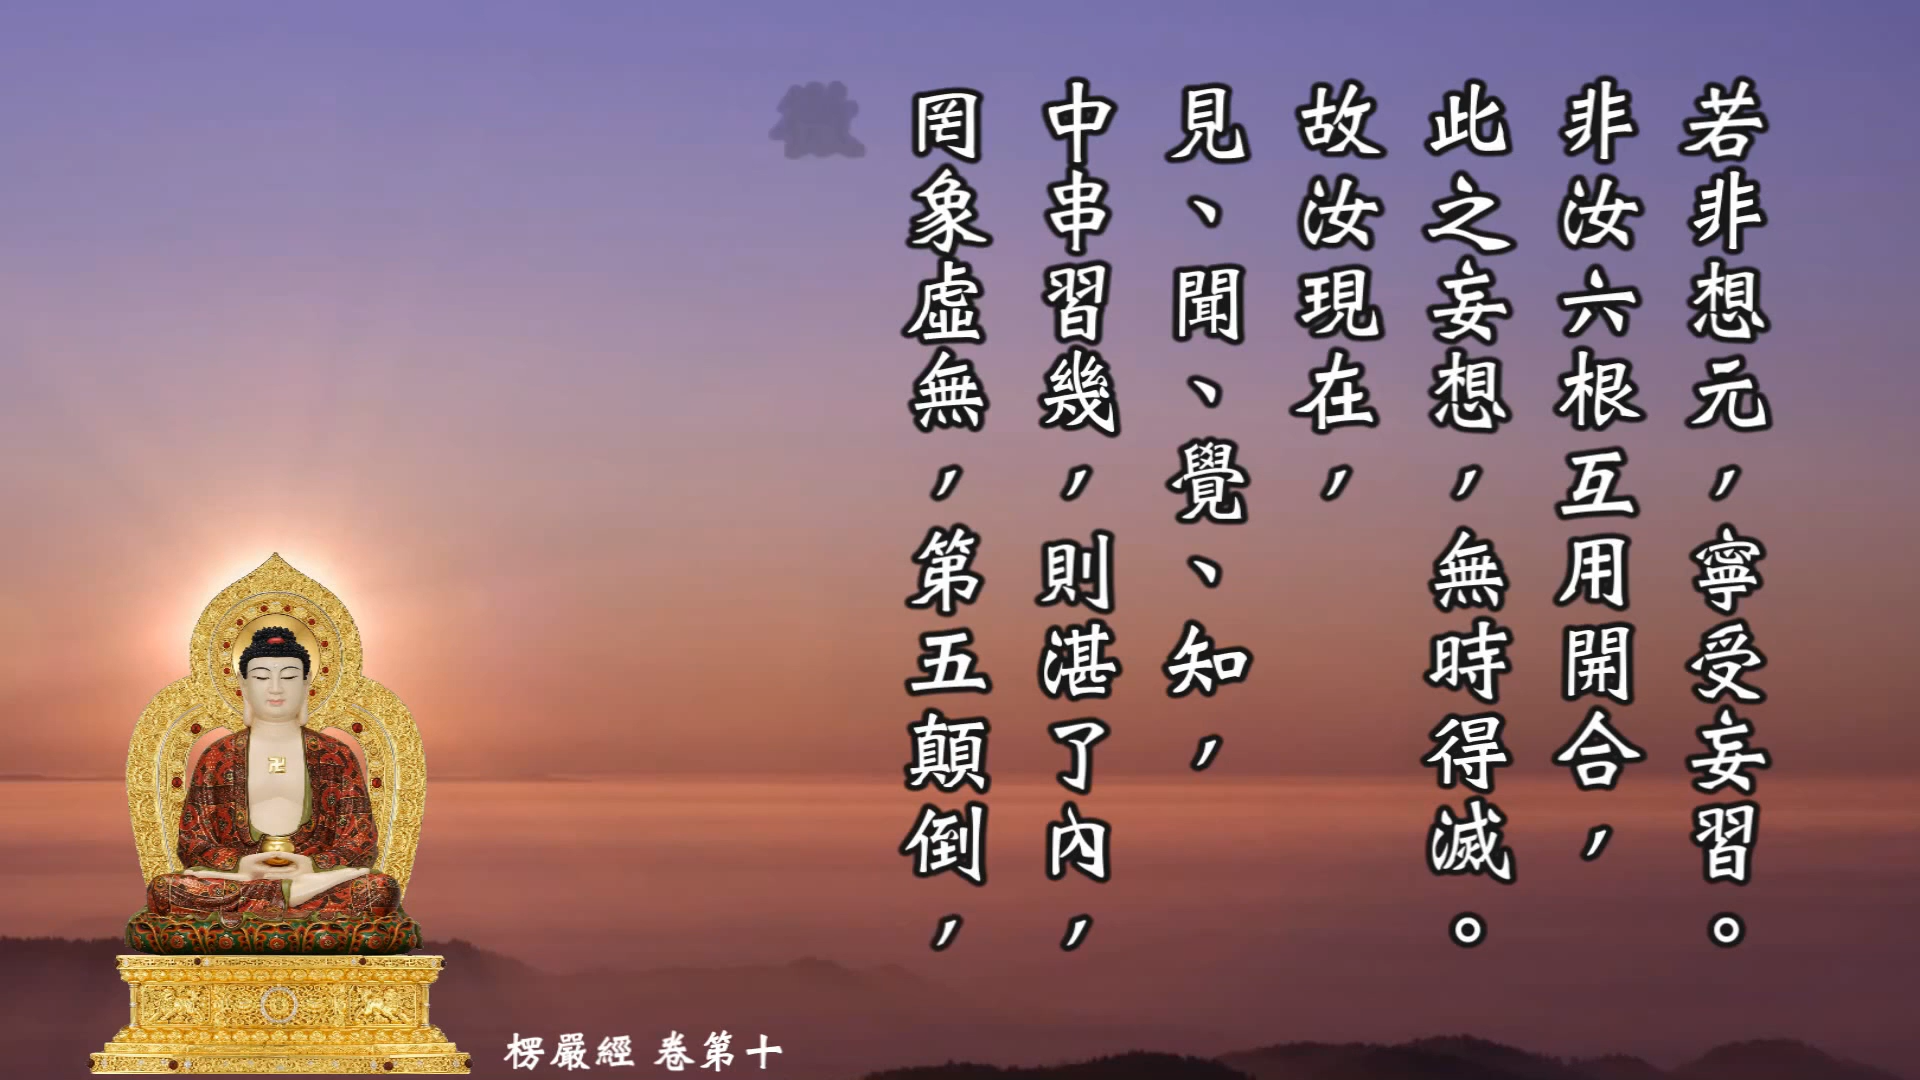 若非想元，寧受妄習。
非汝六根互用開合，
此之妄想，無時得滅。
故汝現在，
見、聞、覺、知，
中串習幾，則湛了內，
罔象虛無，第五顛倒，
楞嚴經 卷第十